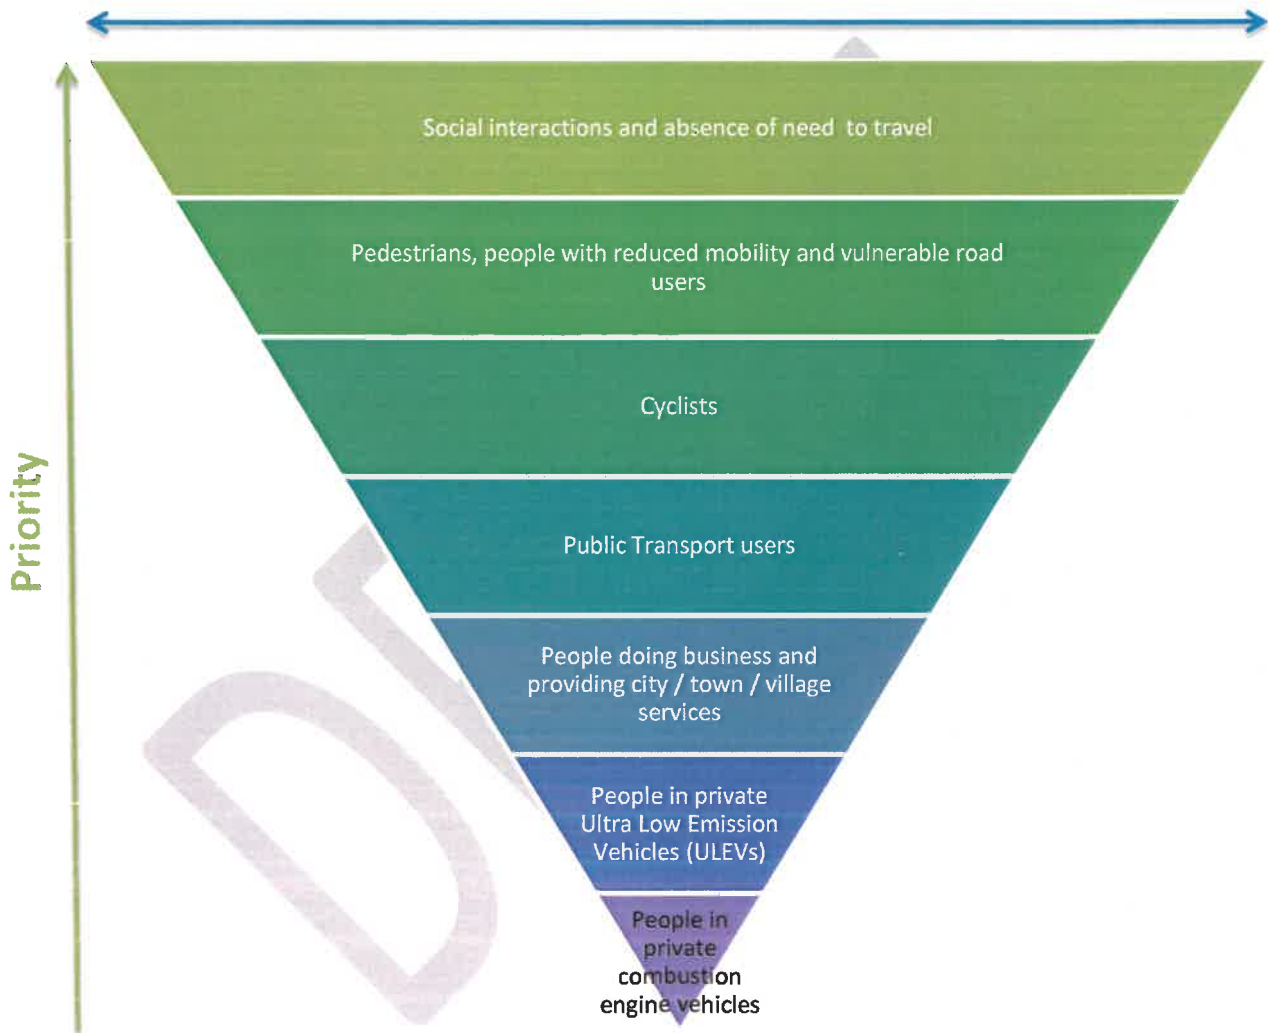 Social interactions and absence of need to travel
Pedestrians, people with reduced mobility and vulnerable road
users
Cyclists
Public Transport users
People doing business and
providing city / town / village
services
People in private
Ultra Low Emission
Vehicles (ULEVs)
People in
private
combustion
engine vehicles
Priority